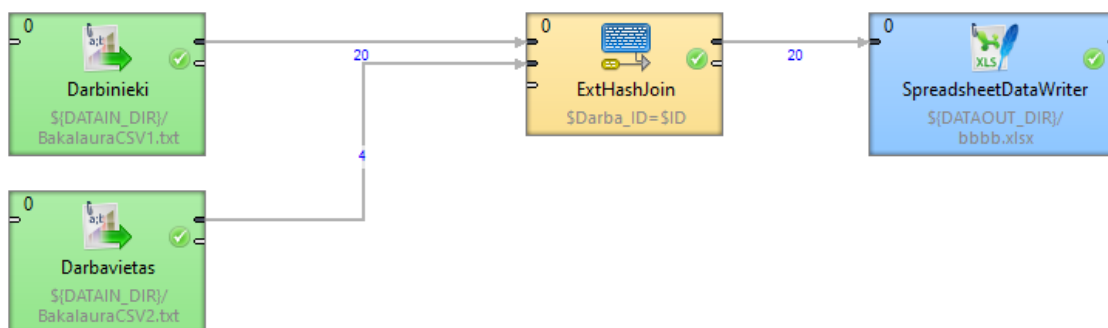 0
a;b
Darbinieki
${DATAIN_DIR}/
BakalauraCSV1.txt
20
0
ExtHashJoin
$Darba_ID=$ID
20
0
XLS
SpreadsheetDataWriter
${DATAOUT_DIR}/
bbbb.xlsx
4
0
a;b
Darbavietas
${DATAIN_DIR}/
BakalauraCSV2.txt